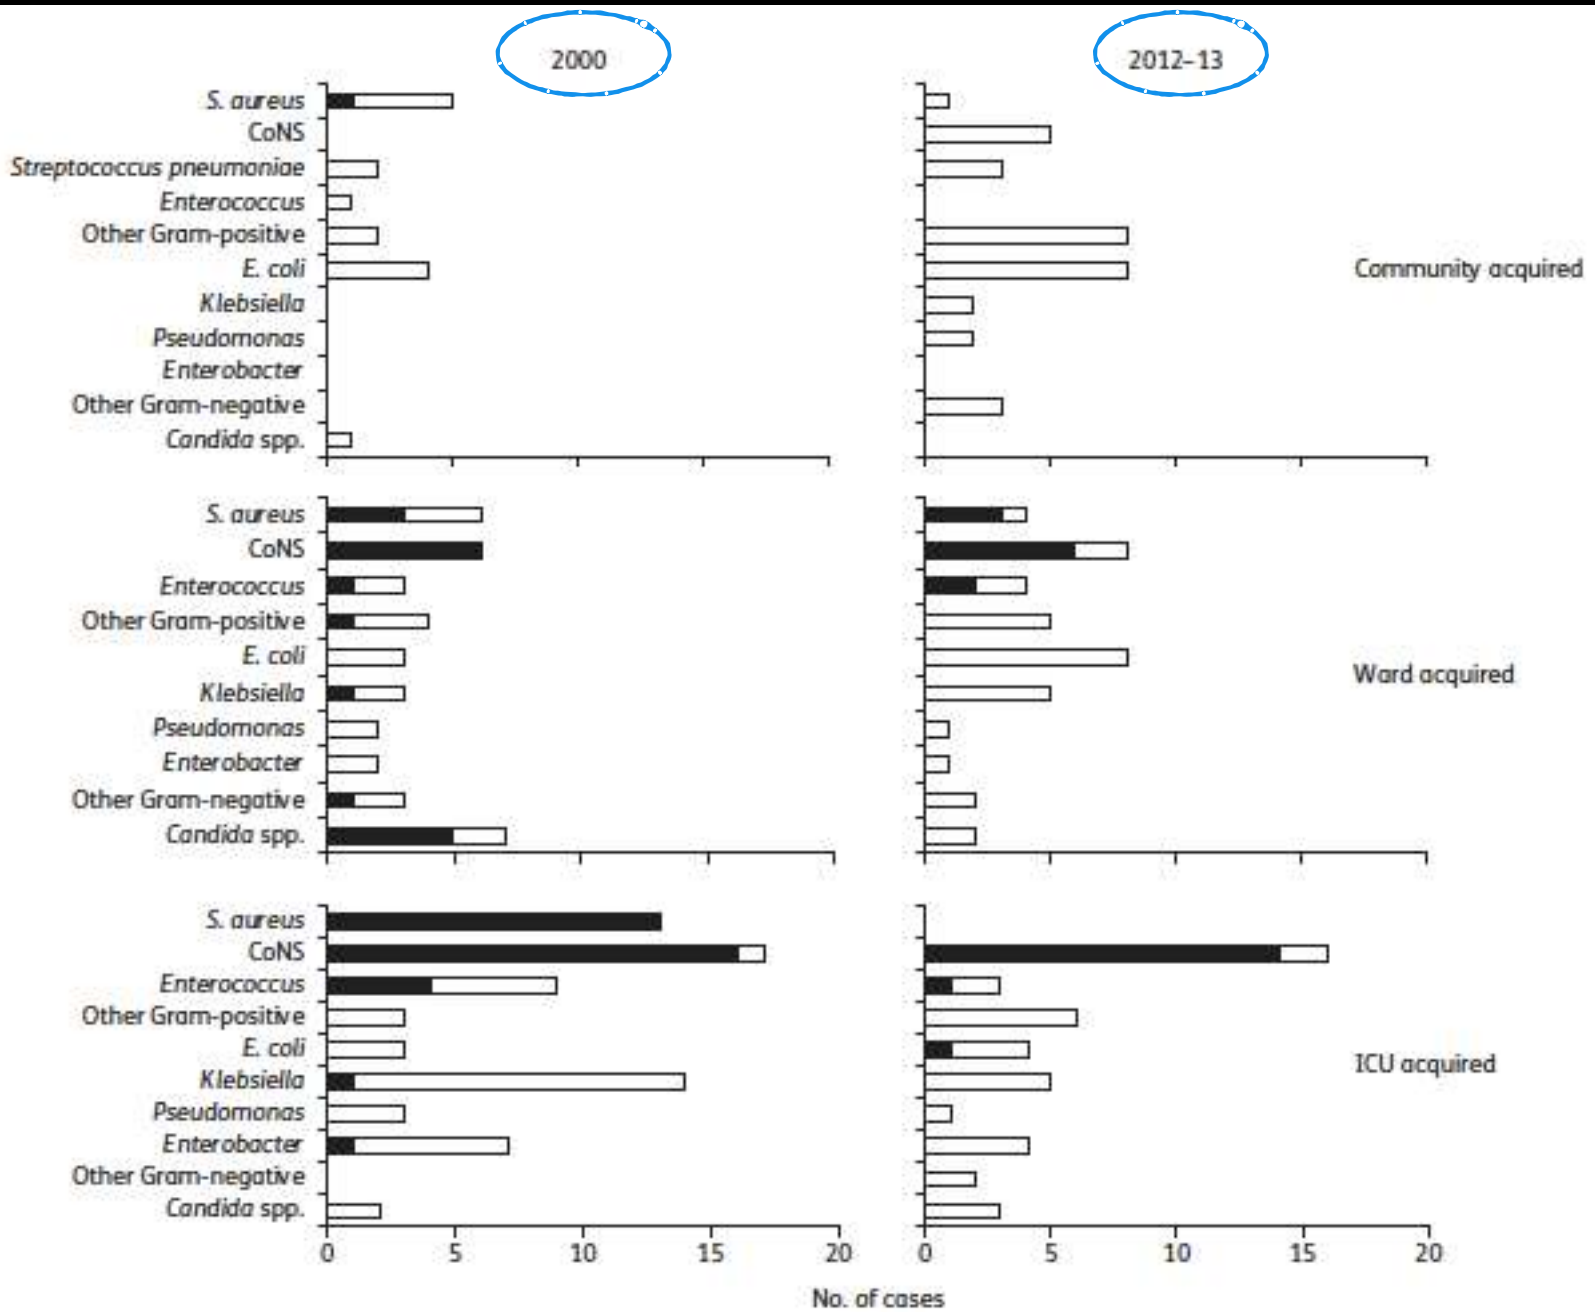 2000 2012–13
S. aureus
CoNS
Streptococcus pneumoniae
Enterococcus
Other Gram-positive
E. coli
Klebsiella
Pseudomonas
Enterobacter
Other Gram-negative
Candida spp.
Community acquired
S. aureus
CoNS
Enterococcus
Other Gram-positive
E. coli
Klebsiella
Pseudomonas
Enterobacter
Other Gram-negative
Candida spp.
Ward acquired
S. aureus
CoNS
Enterococcus
Other Gram-positive
E. coli
Klebsiella
Pseudomonas
Enterobacter
Other Gram-negative
Candida spp.
ICU acquired
0 5 10 15 20 0 5 10 15 20
No. of cases